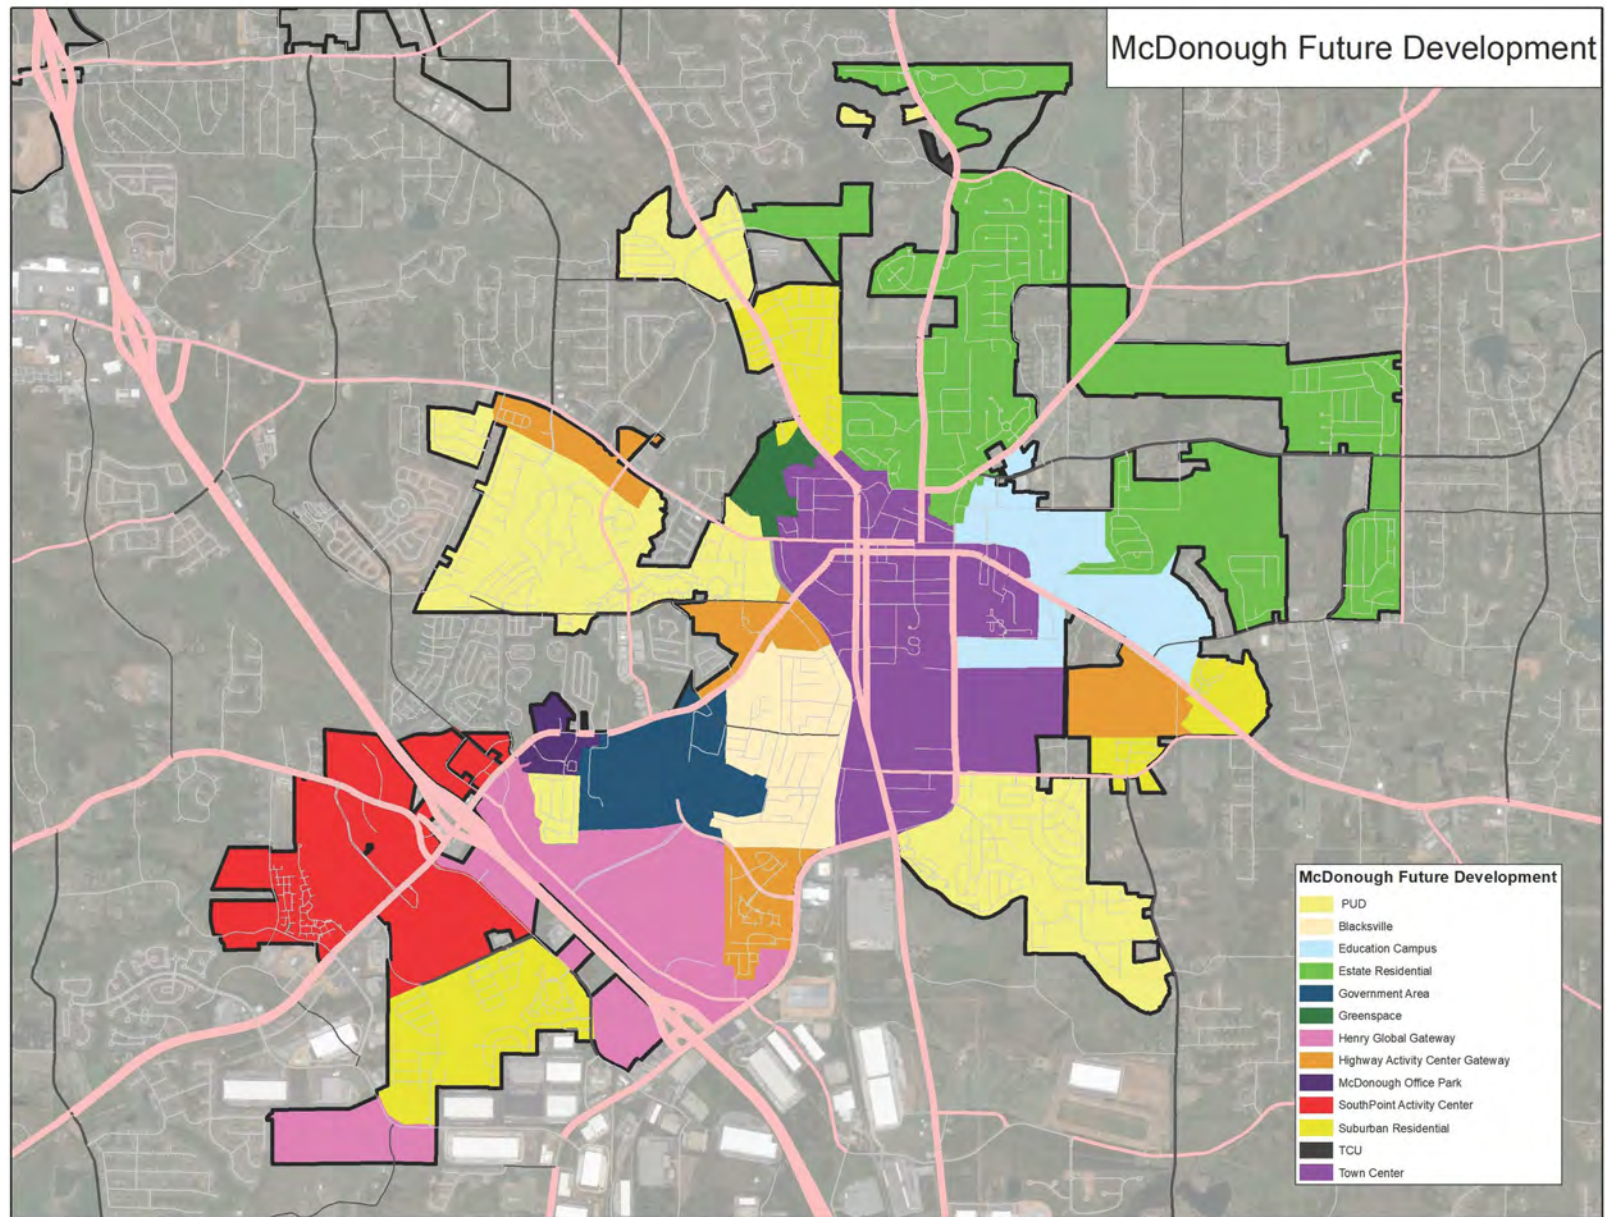 McDonough Future Development
McDonough Future Development
PUD
Blacksville
Education Campus
Estate Residential
Government Area
Greenspace
Henry Global Gateway
Highway Activity Center Gateway
McDonough Office Park
SouthPoint Activity Center
Suburban Residential
TCU
Town Center